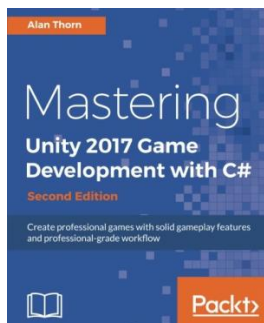 Alan Thorn
Mastering
Unity 2017 Game
Development with C#
Second Edition
Create professional games with solid gameplay features
and professional-grade workflow
Packt>